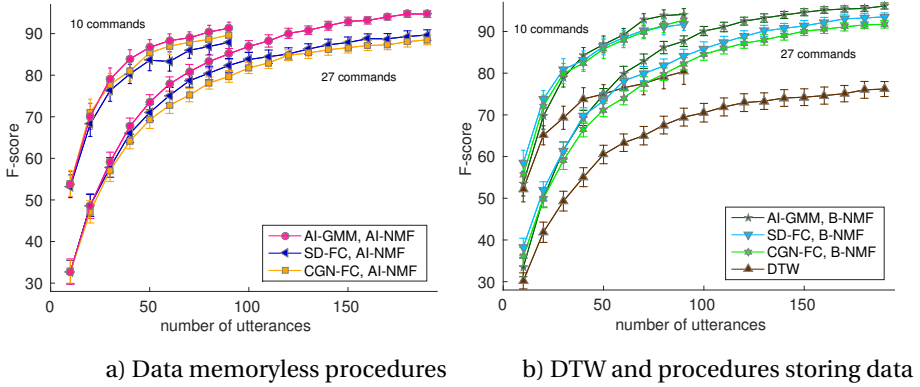 10 commands
27 commands
F-score
90
80
70
60
50
40
30
0
50
100
150
number of utterances
AI-GMM, AI-NMF
SD-FC, AI-NMF
CGN-FC, AI-NMF
a) Data memoryless procedures
10 commands
27 commands
F-score
90
80
70
60
50
40
30
0
50
100
150
number of utterances
AI-GMM, B-NMF
SD-FC, B-NMF
CGN-FC, B-NMF
DTW
b) DTW and procedures storing data